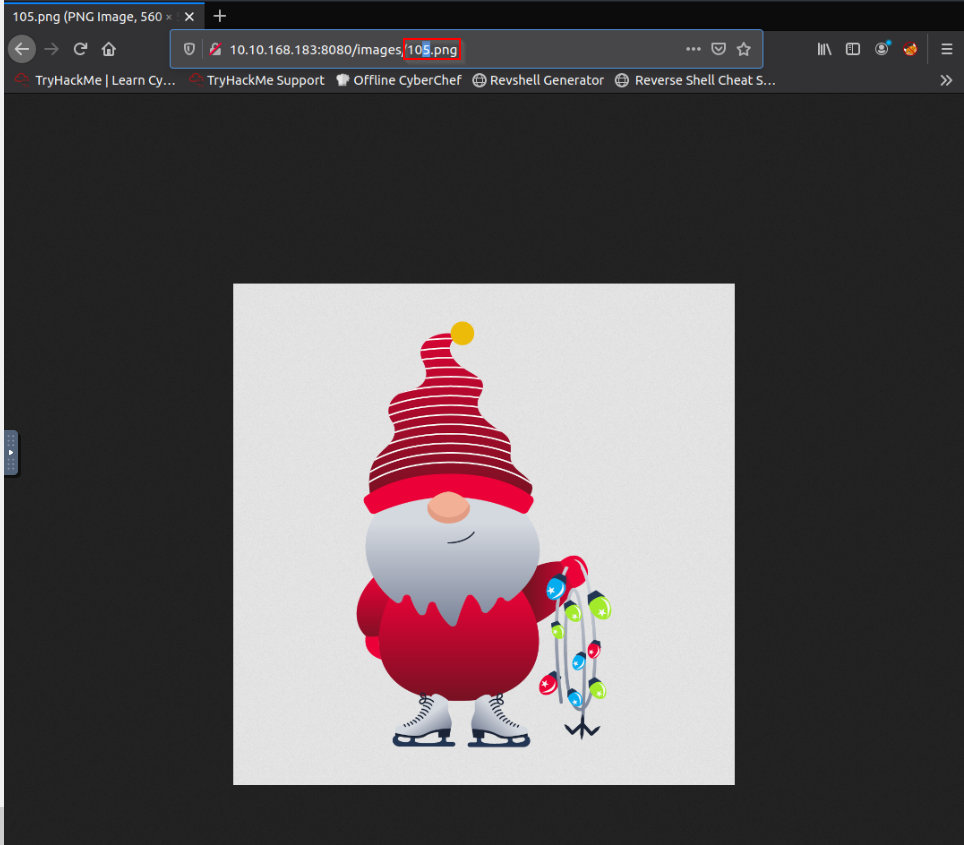 105.png (PNG Image, 560 ×
10.10.168.183:8080/images/105.png
TryHackMe | Learn Cy… TryHackMe Support Offline CyberChef Revshell Generator Reverse Shell Cheat S…